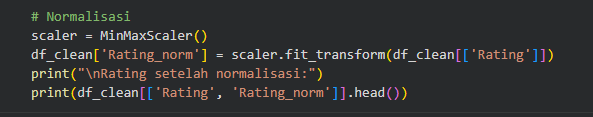 # Normalisasi
scaler = MinMaxScaler()
df_clean['Rating_norm'] = scaler.fit_transform(df_clean[['Rating']])
print("\nRating setelah normalisasi:")
print(df_clean[['Rating', 'Rating_norm']].head())